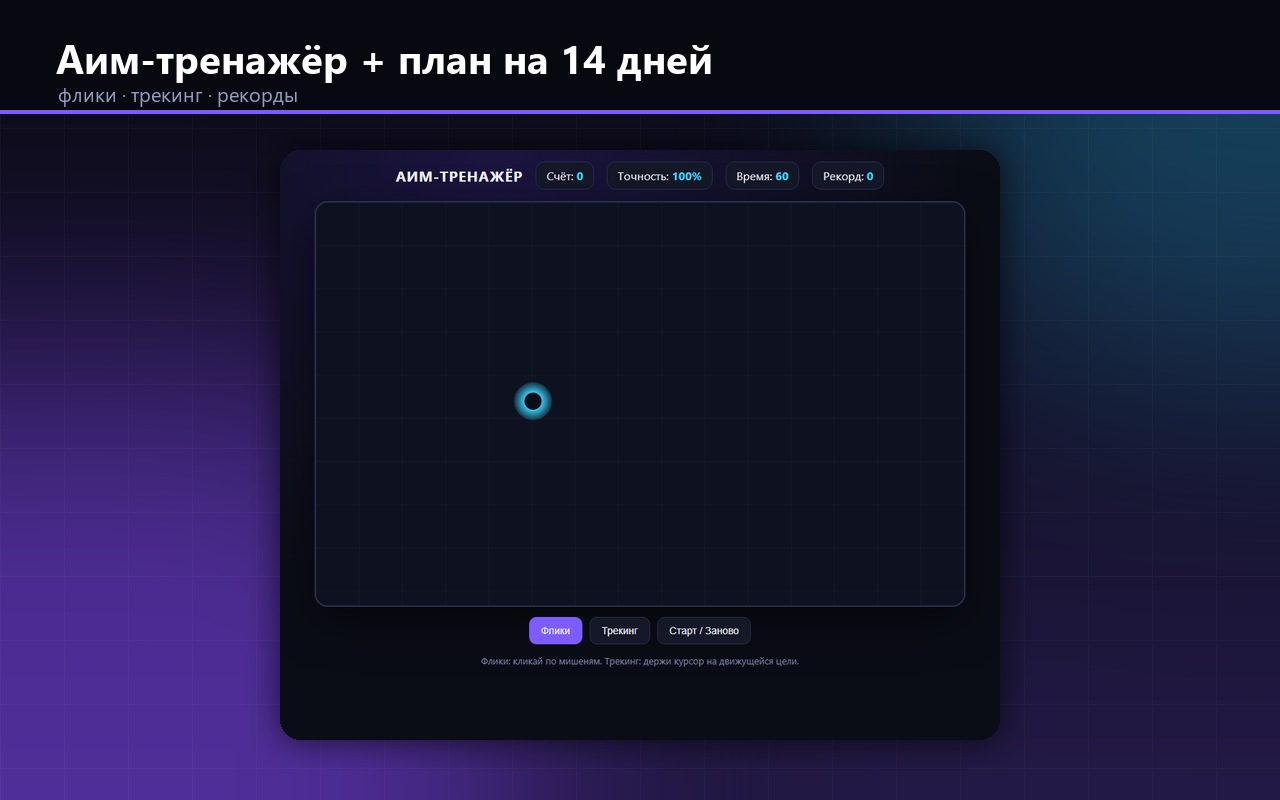 Аим-тренажёр + план на 14 дней
флики · трекинг · рекорды
АИМ-ТРЕНАЖЁР Счёт: 0 Точность: 100% Время: 60 Рекорд: 0
Флики Трекинг Старт / Заново
Флики: кликай по мишеням. Трекинг: держи курсор на движущейся цели.